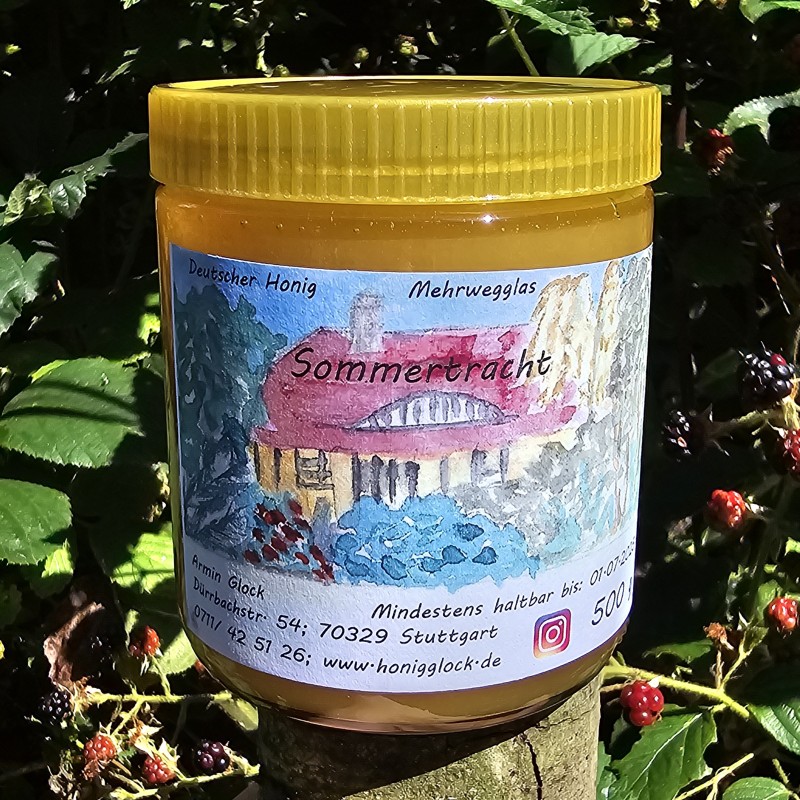 Deutscher Honig Mehrwegglas
Sommertracht
Armin Glock
Dürrbachstr. 54; 70329 Stuttgart
0711/ 42 51 26; www.honigglock.de
Mindestens haltbar bis:
500